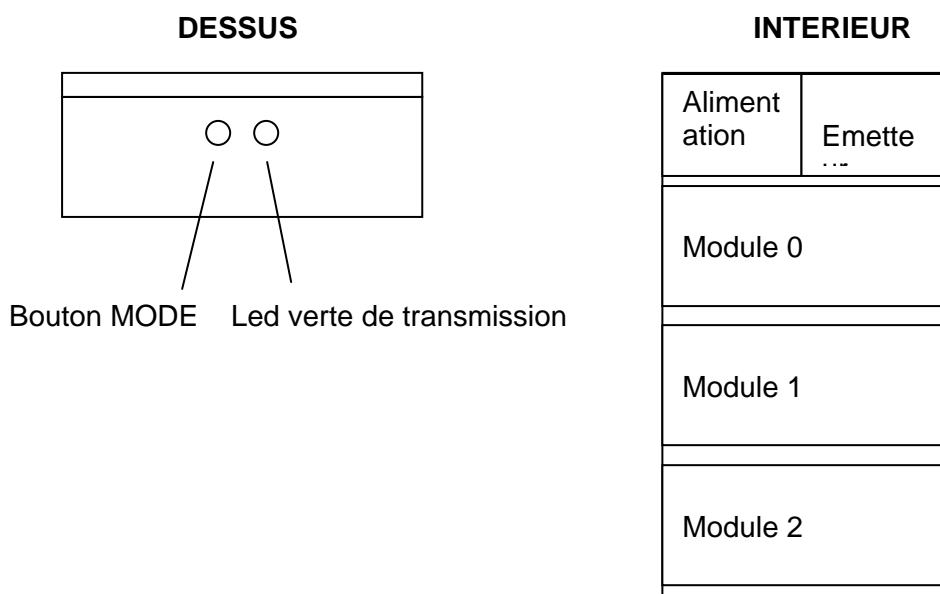 DESSUS
INTERIEUR
Aliment
ation
Emette
Module 0
Bouton MODE
Led verte de transmission
Module 1
Module 2